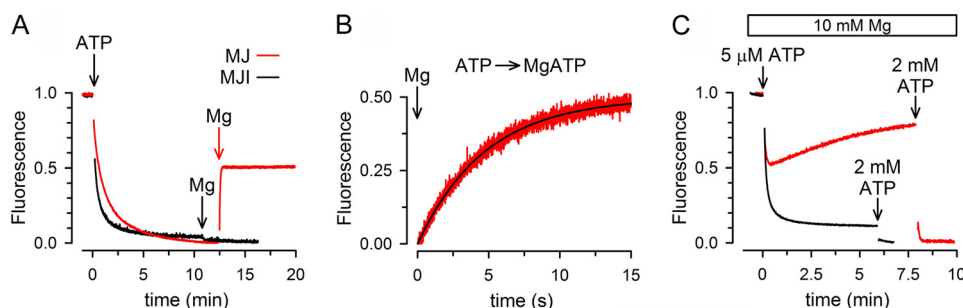 A
ATP
MJ
MJI
Mg
Mg
Fluorescence
1.0
0.5
0.0
0
5
10
15
20
time (min)
B
Mg
ATP → MgATP
Fluorescence
0.50
0.25
0.00
0
5
10
15
time (s)
C
10 mM Mg
5 μM ATP
2 mM
ATP
2 mM
ATP
Fluorescence
1.0
0.5
0.0
0
2.5
5.0
7.5
10
time (min)